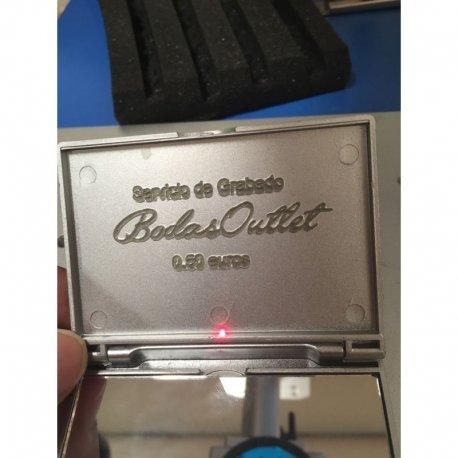 Servicio de Grabado
BodasOutlet
0.50 euros